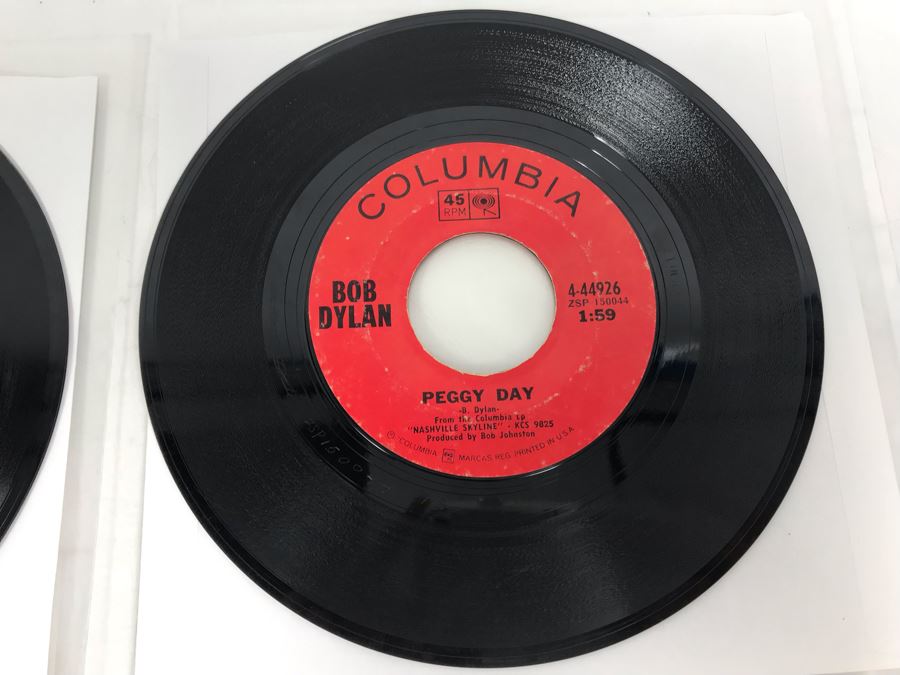 COLUMBIA
45
RPM
BOB
DYLAN
4-44926
ZSP 150044
1:59
PEGGY DAY
-B. Dylan-
From the Columbia LP
"NASHVILLE SKYLINE" - KCS 9825
Produced by Bob Johnston
℗ "COLUMBIA" MARCAS REG. PRINTED IN U.S.A.